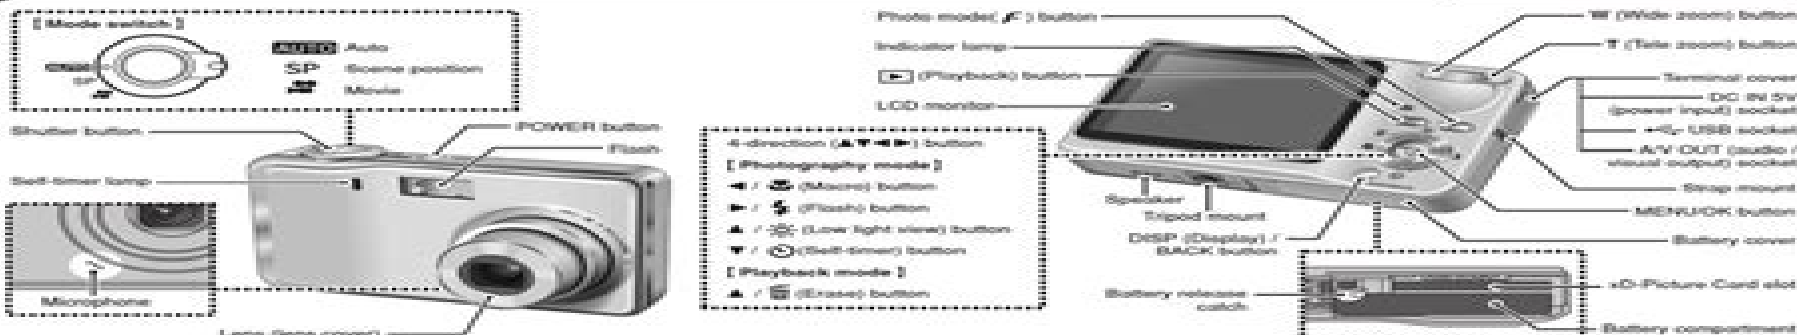 [ Mode switch ]
AUTO Auto
SP Scene position
Movie
SP
Shutter button
POWER button
Flash
Self-timer lamp
Microphone
Lens (lens cover)
Photo mode( F ) button
Indicator lamp
(Playback) button
LCD monitor
4-direction (▲▼◀▶) button
[ Photography mode ]
◀ / (Macro) button
▶ / (Flash) button
▲ / (Low light view) button
▼ / (Self-timer) button
[ Playback mode ]
▲ / (Erase) button
Speaker
Tripod mount
DISP (Display) /
BACK button
Battery release
catch
W (Wide zoom) button
T (Tele zoom) button
Terminal cover
DC IN 5V
(power input) socket
USB socket
A/V OUT (audio /
visual output) socket
Strap mount
MENU/OK button
Battery cover
xD-Picture Card slot
Battery compartment